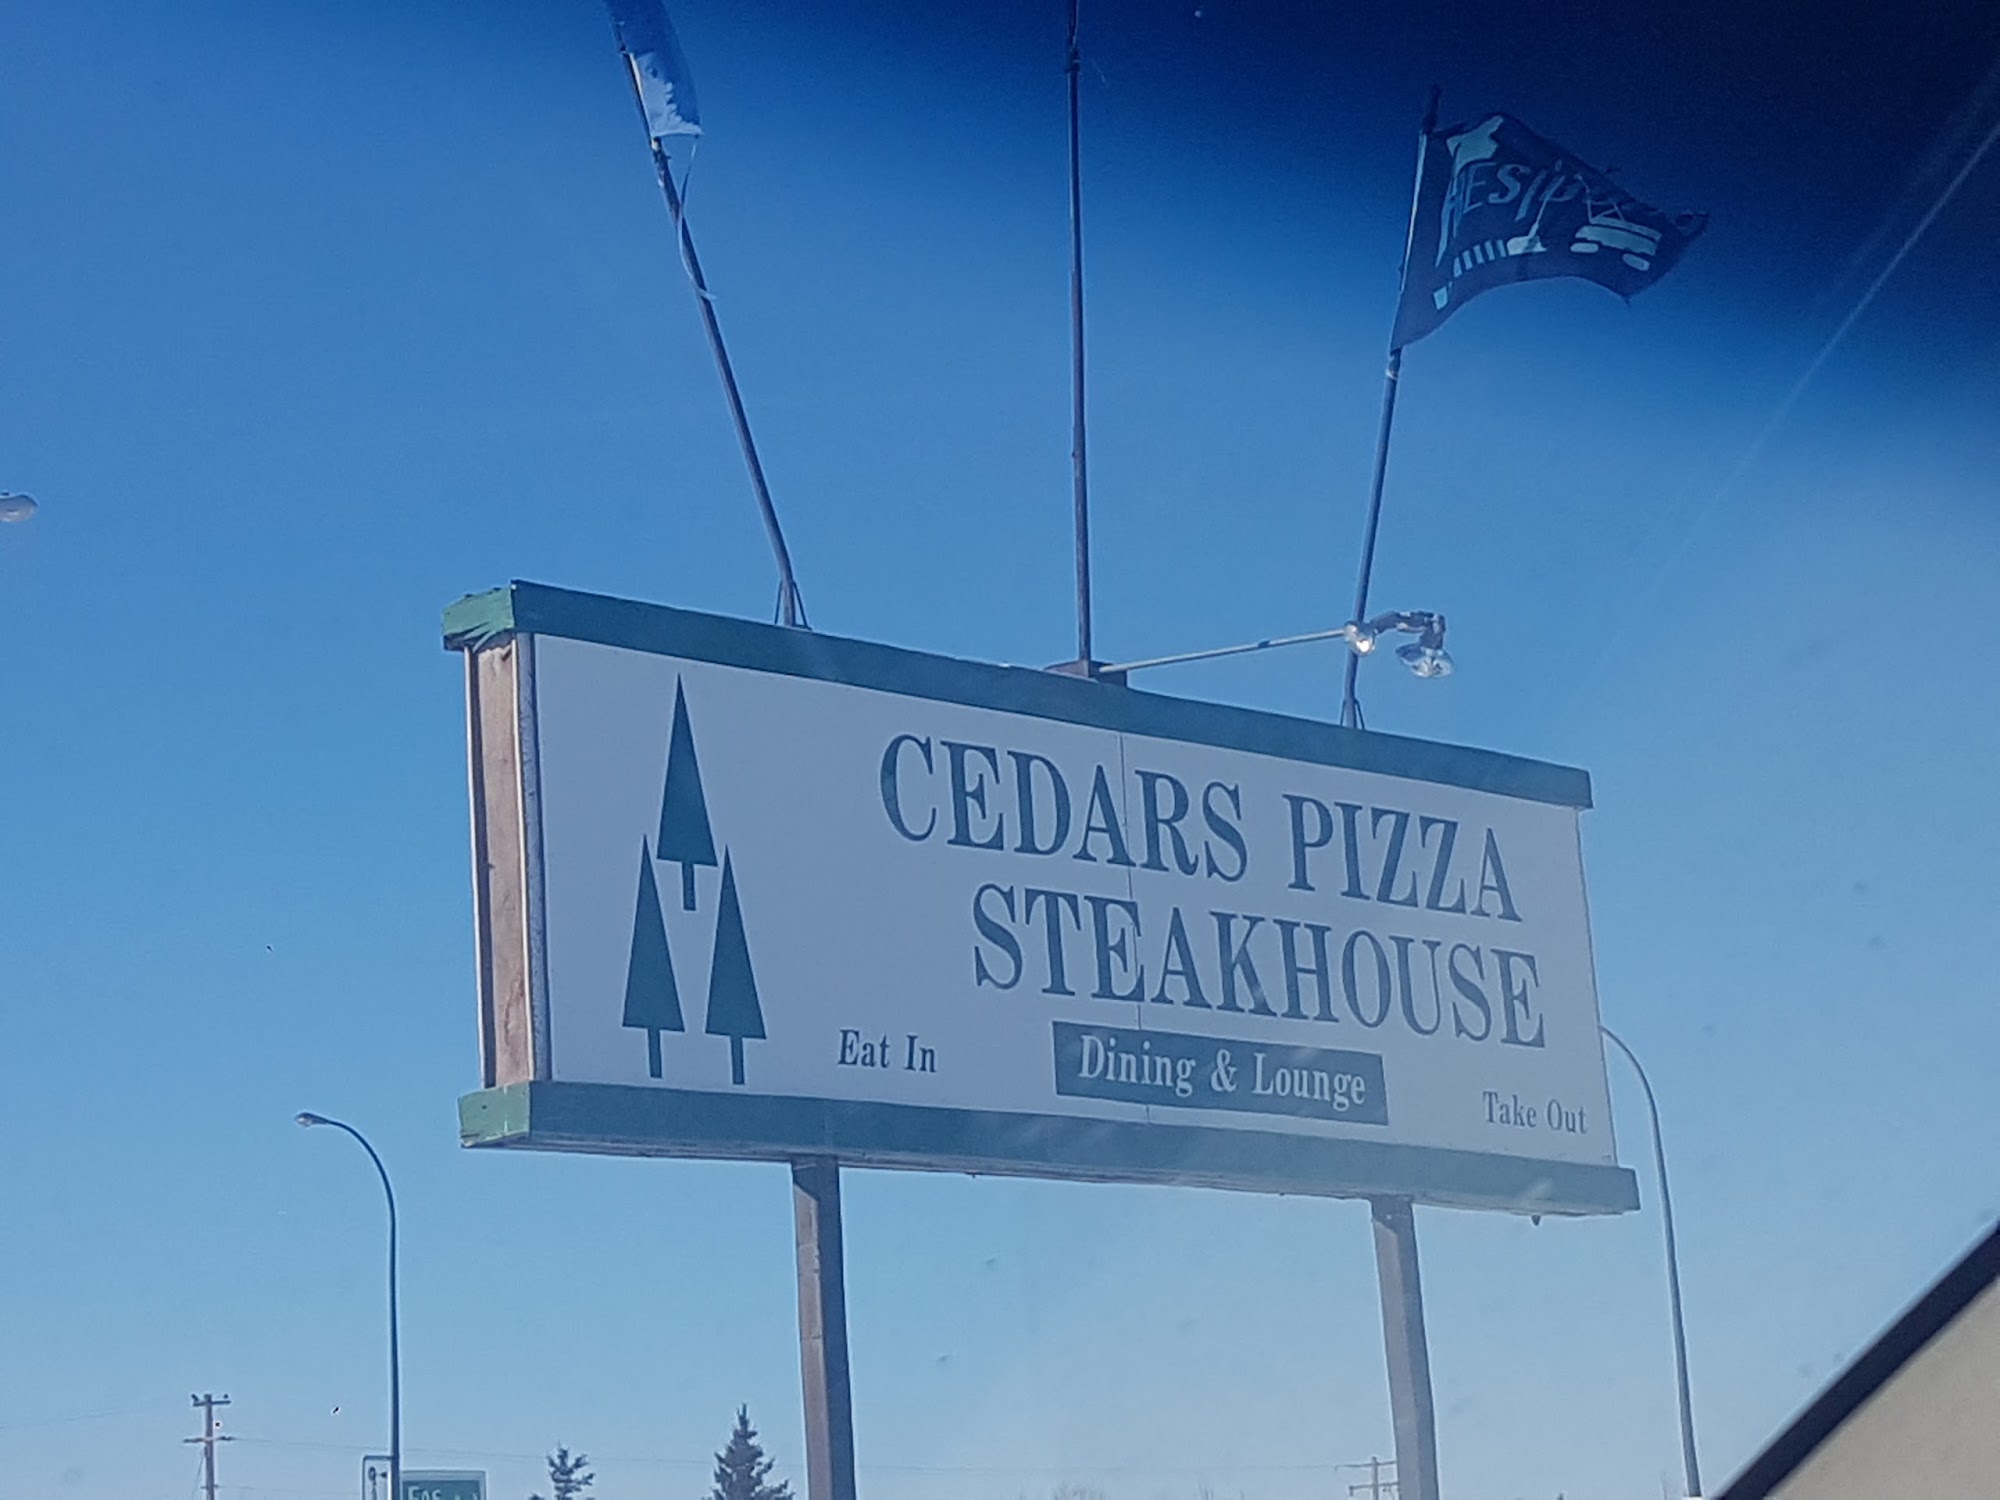 CEDARS PIZZA
STEAKHOUSE
Eat In
Dining & Lounge
Take Out